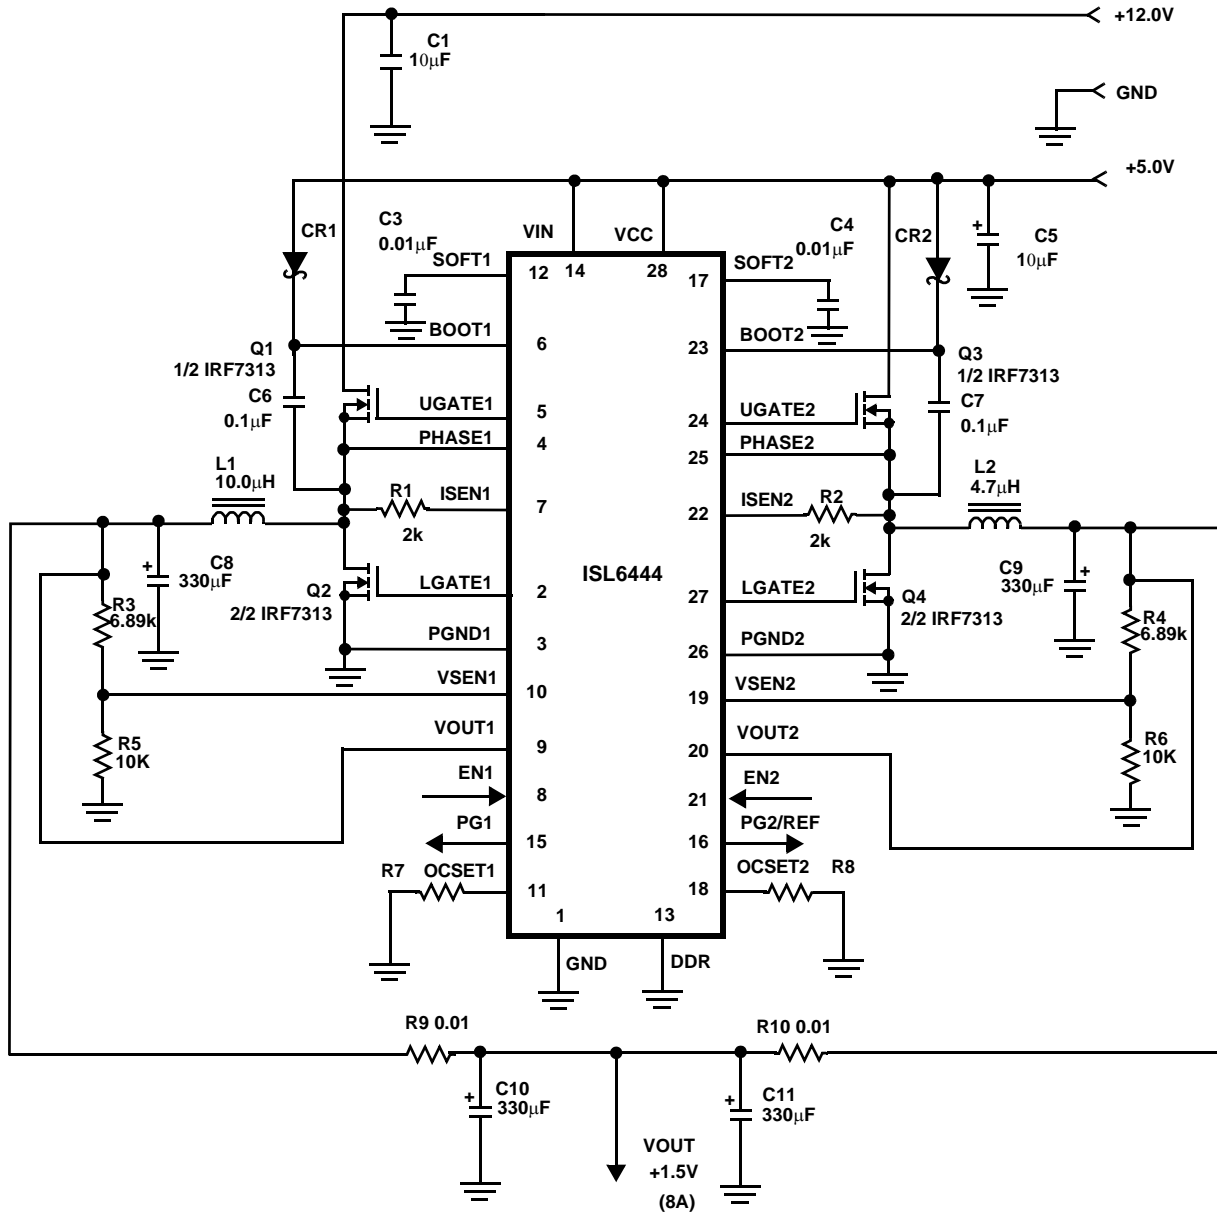 +12.0V
C1
10μF
GND
+5.0V
C3
0.01μF
C4
0.01μF
CR1
VIN
VCC
CR2
C5
+
10μF
SOFT1
12
14
28
17
SOFT2
BOOT1
6
23
BOOT2
Q1
1/2 IRF7313
Q3
1/2 IRF7313
C6
0.1μF
C7
0.1μF
UGATE1
5
24
UGATE2
PHASE1
4
25
PHASE2
L1
10.0μH
L2
4.7μH
R1
ISEN1
7
22
ISEN2
R2
2k
2k
ISL6444
+
C8
330μF
C9
330μF
+
Q2
2/2 IRF7313
LGATE1
2
27
LGATE2
Q4
2/2 IRF7313
R3
6.89k
R4
6.89k
PGND1
3
26
PGND2
VSEN1
10
19
VSEN2
VOUT1
9
20
VOUT2
R5
10K
R6
10K
EN1
8
21
EN2
PG1
15
16
PG2/REF
R7
OCSET1
11
18
OCSET2
R8
1
13
GND
DDR
R9 0.01
R10 0.01
+
C10
330μF
+
C11
330μF
VOUT
+1.5V
(8A)